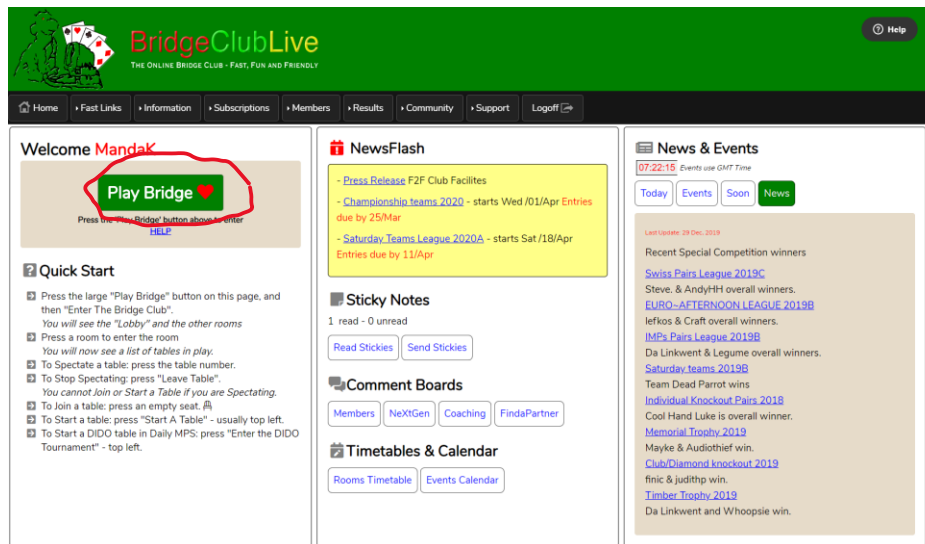 BridgeClubLive
THE ONLINE BRIDGE CLUB - FAST, FUN AND FRIENDLY
Help
Home
Fast Links
Information
Subscriptions
Members
Results
Community
Support
Logoff
Welcome MandaK
Play Bridge
Press the 'Play Bridge' button above to enter
HELP
Quick Start
Press the large "Play Bridge" button on this page, and
then "Enter The Bridge Club".
You will see the "Lobby" and the other rooms
Press a room to enter the room
You will now see a list of tables in play.
To Spectate a table: press the table number.
To Stop Spectating: press "Leave Table".
You cannot Join or Start a Table if you are Spectating.
To Join a table: press an empty seat.
To Start a table: press "Start A Table" - usually top left.
To Start a DIDO table in Daily MPS: press "Enter the DIDO
Tournament" - top left.
NewsFlash
- Press Release F2F Club Facilites
- Championship teams 2020 - starts Wed /01/Apr Entries
due by 25/Mar
- Saturday Teams League 2020A - starts Sat /18/Apr
Entries due by 11/Apr
Sticky Notes
1 read - 0 unread
Read Stickies
Send Stickies
Comment Boards
Members
NeXtGen
Coaching
FindaPartner
Timetables & Calendar
Rooms Timetable
Events Calendar
News & Events
07:22:15 Events use GMT Time
Today
Events
Soon
News
Last Update: 29 Dec, 2019
Recent Special Competition winners
Swiss Pairs League 2019C
Steve. & AndyHH overall winners.
EURO~AFTERNOON LEAGUE 2019B
lefkos & Craft overall winners.
IMPs Pairs League 2019B
Da Linkwent & Legume overall winners.
Saturday teams 2019B
Team Dead Parrot wins
Individual Knockout Pairs 2018
Cool Hand Luke is overall winner.
Memorial Trophy 2019
Mayke & Audiothief win.
Club/Diamond knockout 2019
finic & judithp win.
Timber Trophy 2019
Da Linkwent and Whoopsie win.